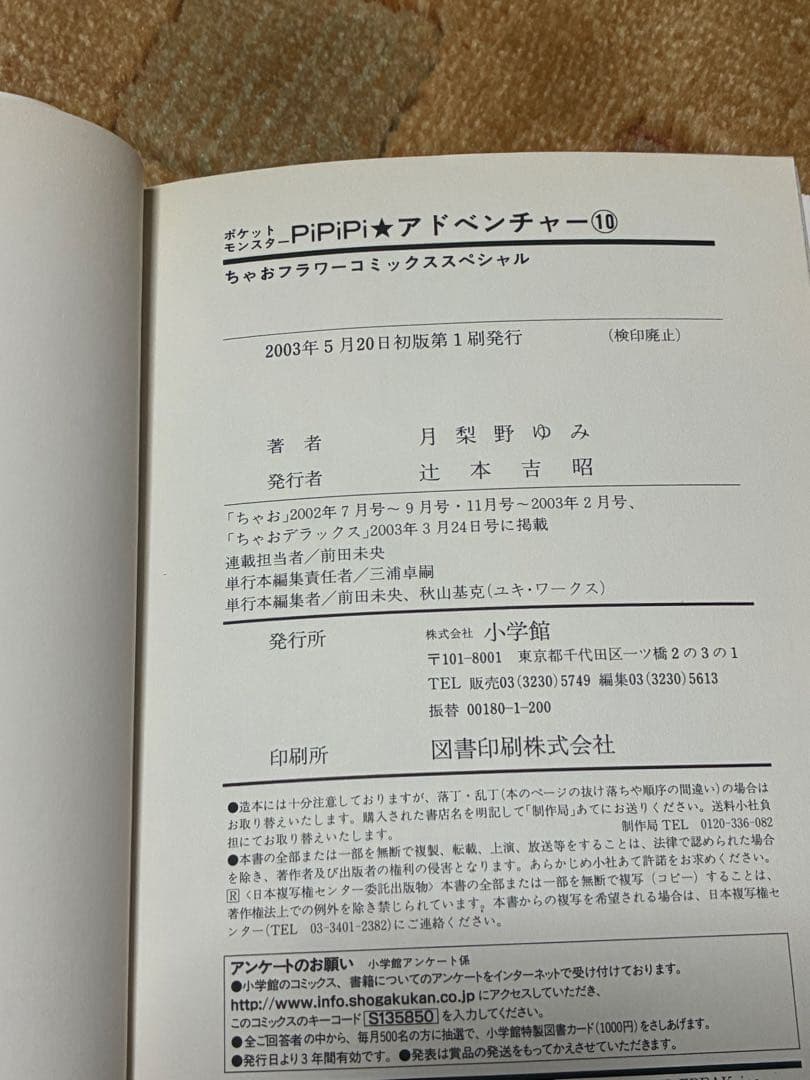 ポケットモンスターPiPiPi★アドベンチャー⑩
ちゃおフラワーコミックススペシャル
2003年5月20日初版第1刷発行 （検印廃止）
著者 月梨野ゆみ
発行者 辻本吉昭
「ちゃお」2002年7月号〜9月号・11月号〜2003年2月号、
「ちゃおデラックス」2003年3月24日号に掲載
連載担当者／前田未央
単行本編集責任者／三浦卓嗣
単行本編集者／前田未央、秋山基克（ユキ・ワークス）
発行所 株式会社 小学館
〒101-8001 東京都千代田区一ツ橋2の3の1
TEL 販売03(3230)5749 編集03(3230)5613
振替 00180-1-200
印刷所 図書印刷株式会社
●造本には十分注意しておりますが、落丁・乱丁（本のページの抜け落ちや順序の間違い）の場合は
お取り替えいたします。購入された書店名を明記して「制作局」あてにお送りください。送料小社負
担にてお取り替えいたします。 制作局TEL 0120-336-082
●本書の全部または一部を無断で複製、転載、上演、放送等をすることは、法律で認められた場合
を除き、著作者及び出版者の権利の侵害となります。あらかじめ小社あて許諾をお求めください。
R〈日本複写権センター委託出版物〉本書の全部または一部を無断で複写（コピー）することは、
著作権法上での例外を除き禁じられています。本書からの複写を希望される場合は、日本複写権セ
ンター（TEL 03-3401-2382）にご連絡ください。
アンケートのお願い 小学館アンケート係
●小学館のコミックス、書籍についてのアンケートをインターネットで受け付けております。
http://www.info.shogakukan.co.jp にアクセスしていただき、
このコミックスのキーコード S135850 を入力してください。
●全ご回答者の中から、毎月500名の方に抽選で、小学館特製図書カード（1000円）をさしあげます。
●発行日より3年間有効です。●発表は賞品の発送をもってかえさせていただきます。